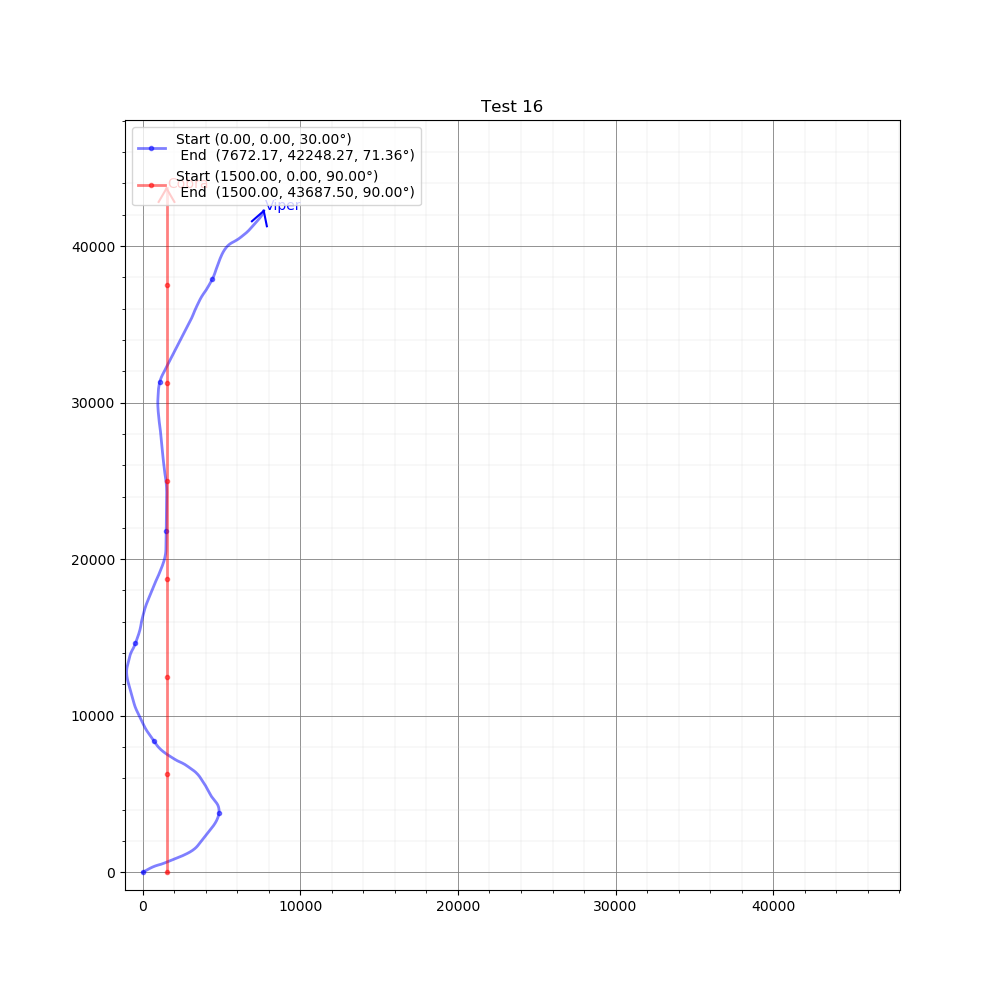 Test 16
Start (0.00, 0.00, 30.00°)
End (7672.17, 42248.27, 71.36°)
Start (1500.00, 0.00, 90.00°)
End (1500.00, 43687.50, 90.00°)
Viper
40000
30000
20000
10000
0
0 10000 20000 30000 40000